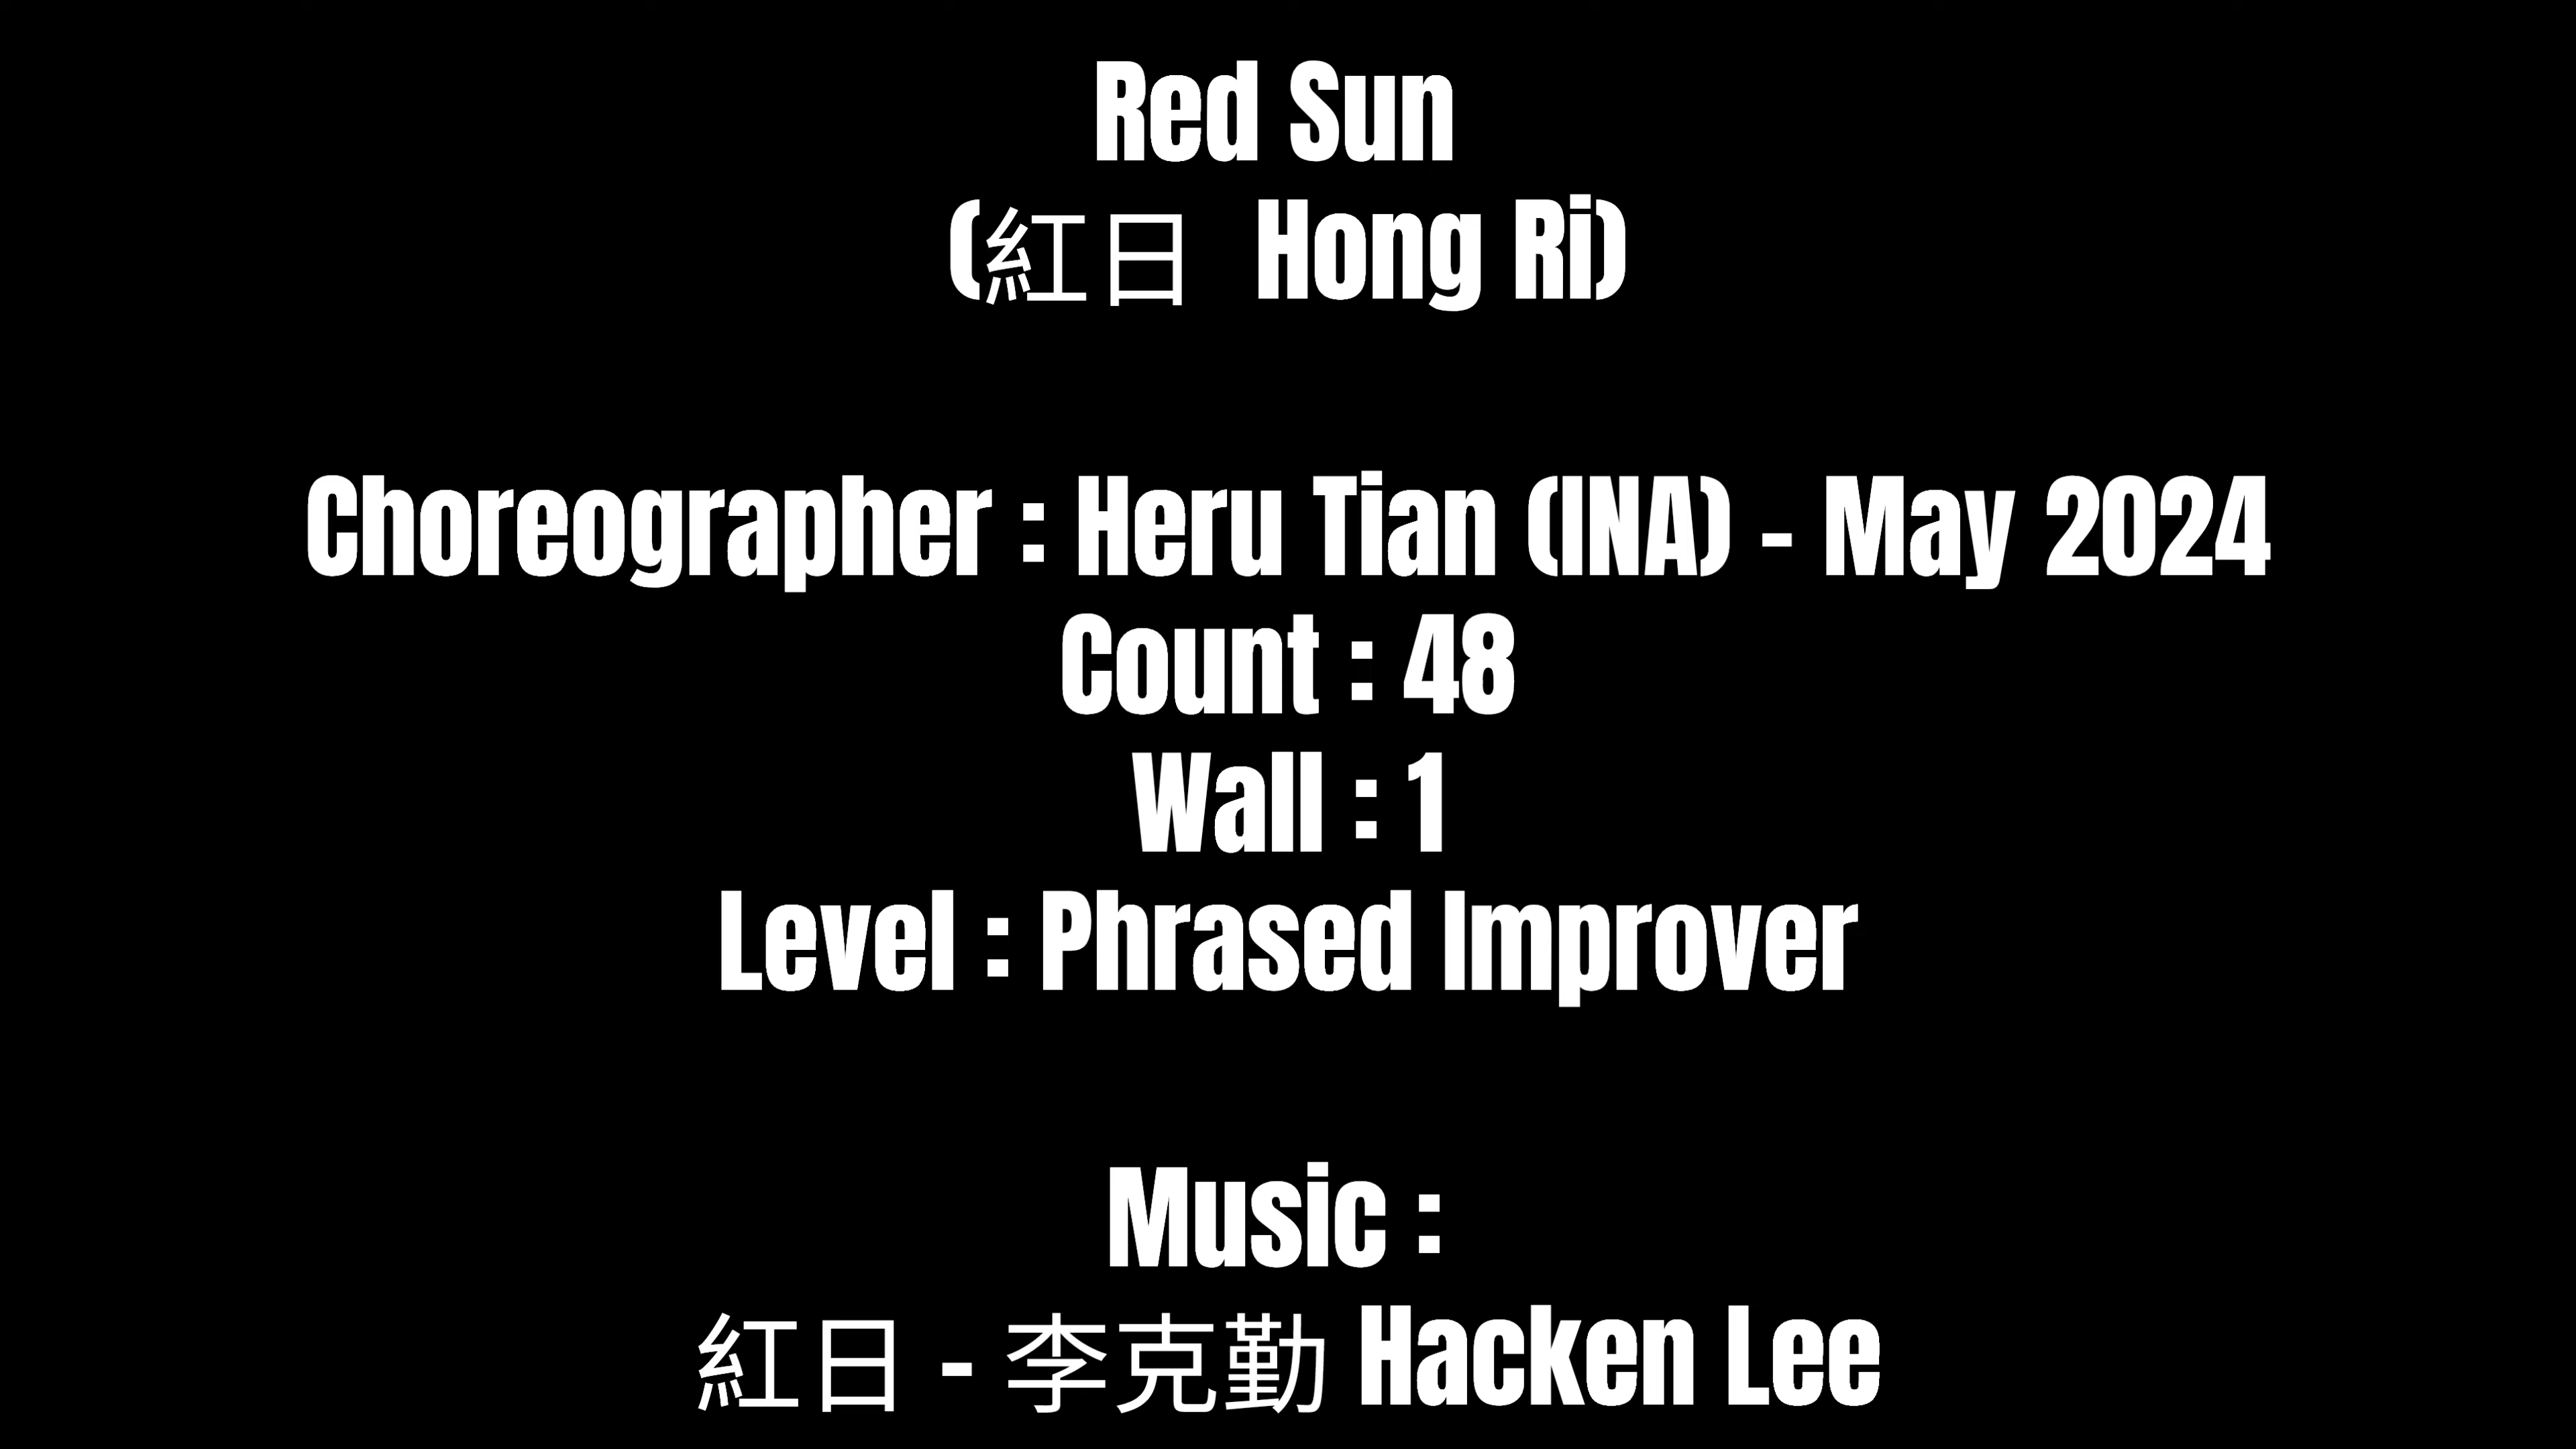 Red Sun
(紅日 Hong Ri)
Choreographer : Heru Tian (INA) - May 2024
Count : 48
Wall : 1
Level : Phrased Improver
Music :
紅日 - 李克勤 Hacken Lee